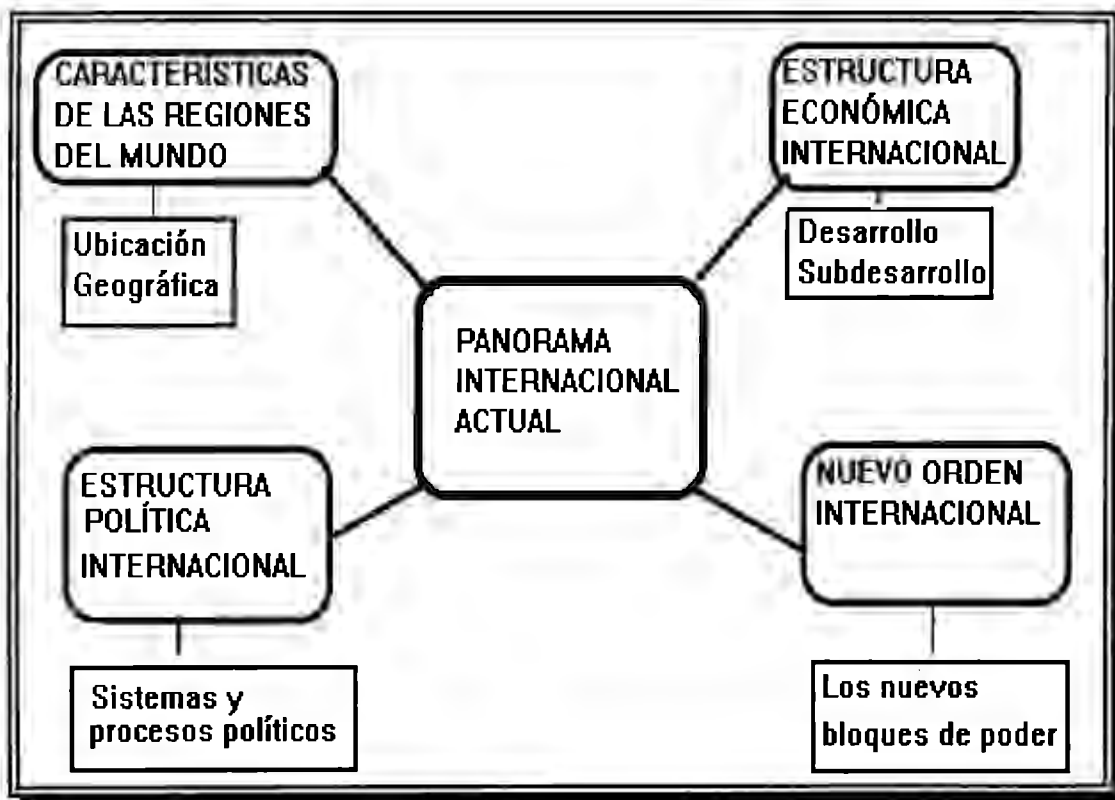 CARACTERÍSTICAS
DE LAS REGIONES
DEL MUNDO
Ubicación
Geográfica
ESTRUCTURA
ECONÓMICA
INTERNACIONAL
Desarrollo
Subdesarrollo
PANORAMA
INTERNACIONAL
ACTUAL
ESTRUCTURA
POLÍTICA
INTERNACIONAL
Sistemas y
procesos políticos
NUEVO ORDEN
INTERNACIONAL
Los nuevos
bloques de poder